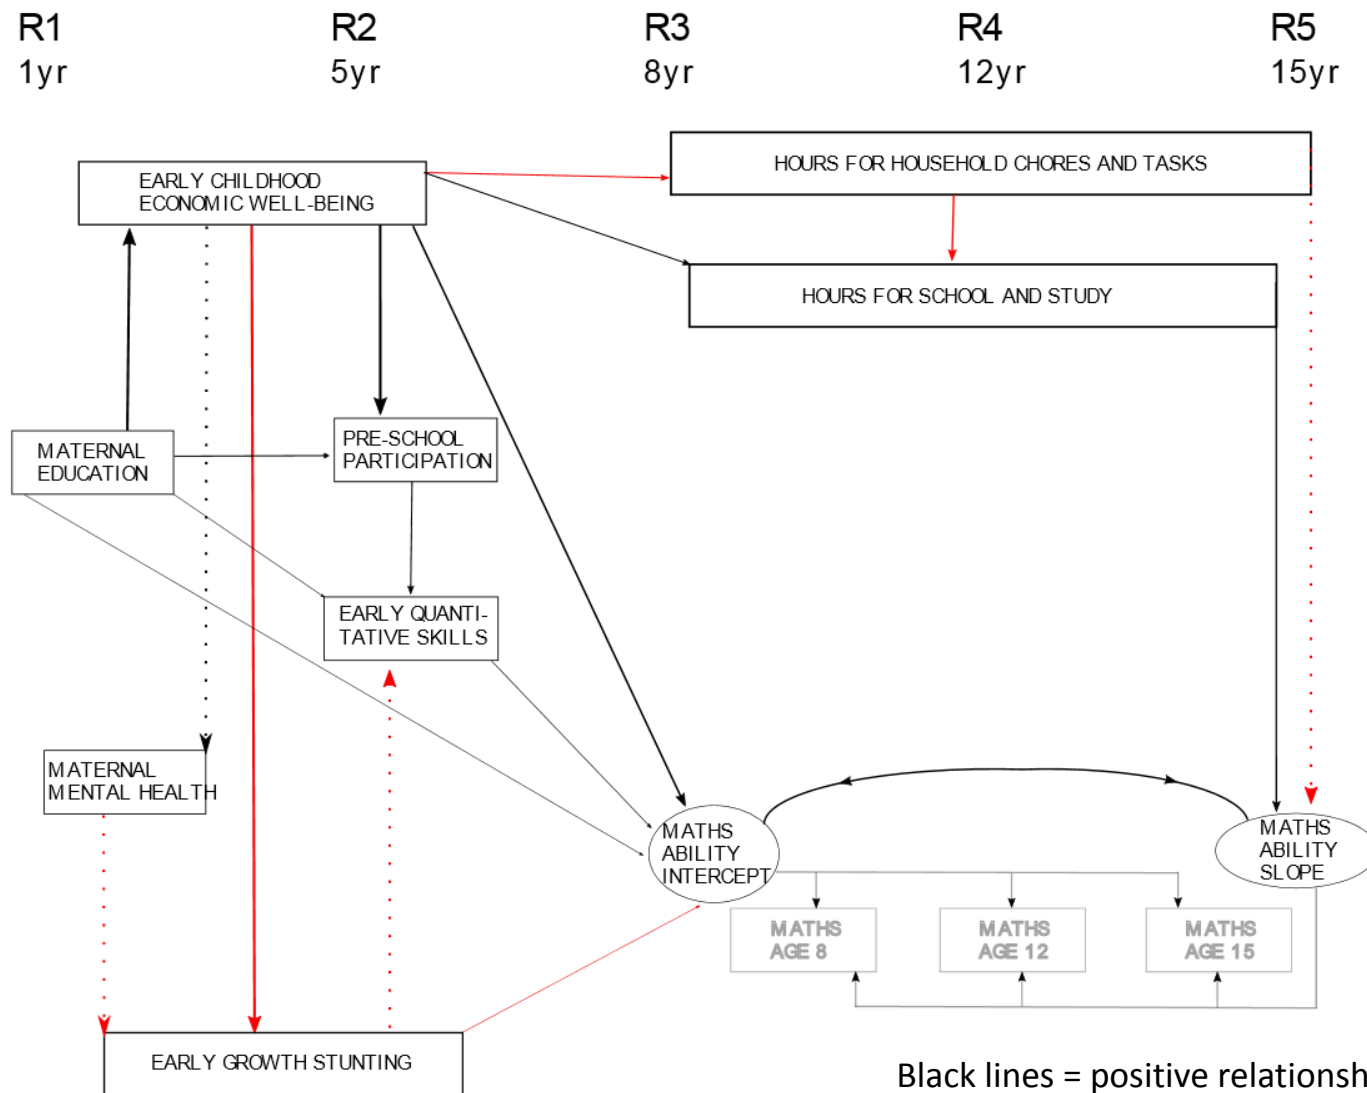 R1
1yr
R2
5yr
R3
8yr
R4
12yr
R5
15yr
HOURS FOR HOUSEHOLD CHORES AND TASKS
EARLY CHILDHOOD
ECONOMIC WELL-BEING
HOURS FOR SCHOOL AND STUDY
MATERNAL
EDUCATION
PRE-SCHOOL
PARTICIPATION
EARLY QUANTI-
TATIVE SKILLS
MATERNAL
MENTAL HEALTH
MATHS
ABILITY
INTERCEPT
MATHS
ABILITY
SLOPE
MATHS
AGE 8
MATHS
AGE 12
MATHS
AGE 15
EARLY GROWTH STUNTING
Black lines = positive